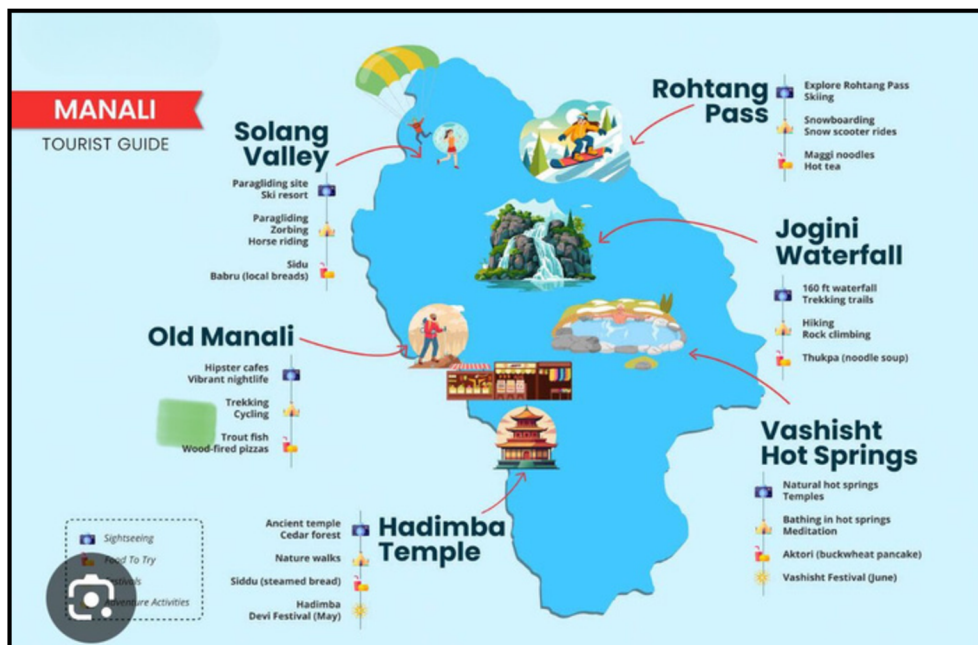 MANALI
TOURIST GUIDE
Solang
Valley
Paragliding site
Ski resort
Paragliding
Zorbing
Horse riding
Sidu
Babru (local breads)
Rohtang
Pass
Explore Rohtang Pass
Skiing
Snowboarding
Snow scooter rides
Maggi noodles
Hot tea
Jogini
Waterfall
160 ft waterfall
Trekking trails
Hiking
Rock climbing
Thukpa (noodle soup)
Old Manali
Hipster cafes
Vibrant nightlife
Trekking
Cycling
Trout fish
Wood-fired pizzas
Vashisht
Hot Springs
Natural hot springs
Temples
Bathing in hot springs
Meditation
Aktori (buckwheat pancake)
Vashisht Festival (June)
Hadimba
Temple
Ancient temple
Cedar forest
Nature walks
Siddu (steamed bread)
Hadimba
Devi Festival (May)
Sightseeing
Food To Try
Festivals
Adventure Activities